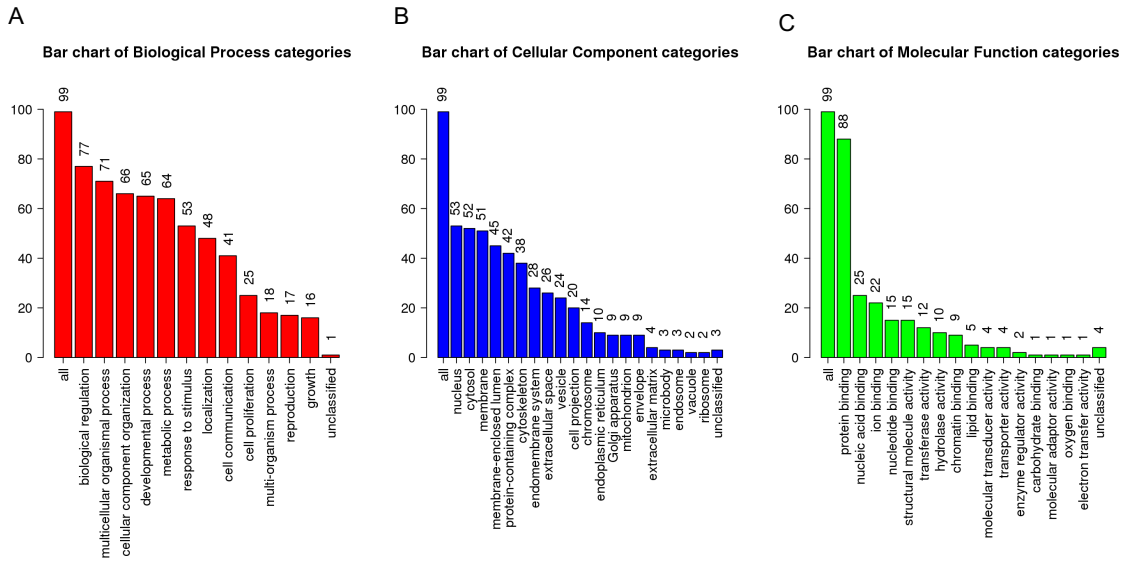 A
Bar chart of Biological Process categories
100
80
60
40
20
0
99
77
71
66
65
64
53
48
41
25
18
17
16
1
all
biological regulation
multicellular organismal process
cellular component organization
developmental process
metabolic process
response to stimulus
localization
cell communication
cell proliferation
multi-organism process
reproduction
growth
unclassified
B
Bar chart of Cellular Component categories
100
80
60
40
20
0
99
53
52
51
45
42
38
28
26
24
20
14
10
9
9
9
4
3
3
2
2
3
all
nucleus
cytosol
membrane
membrane-enclosed lumen
protein-containing complex
cytoskeleton
endomembrane system
extracellular space
vesicle
cell projection
chromosome
endoplasmic reticulum
Golgi apparatus
mitochondrion
envelope
extracellular matrix
microbody
endosome
vacuole
ribosome
unclassified
C
Bar chart of Molecular Function categories
100
80
60
40
20
0
99
88
25
22
15
15
12
10
9
5
4
4
2
1
1
1
1
4
all
protein binding
nucleic acid binding
ion binding
nucleotide binding
structural molecule activity
transferase activity
hydrolase activity
chromatin binding
lipid binding
molecular transducer activity
transporter activity
enzyme regulator activity
carbohydrate binding
molecular adaptor activity
oxygen binding
electron transfer activity
unclassified